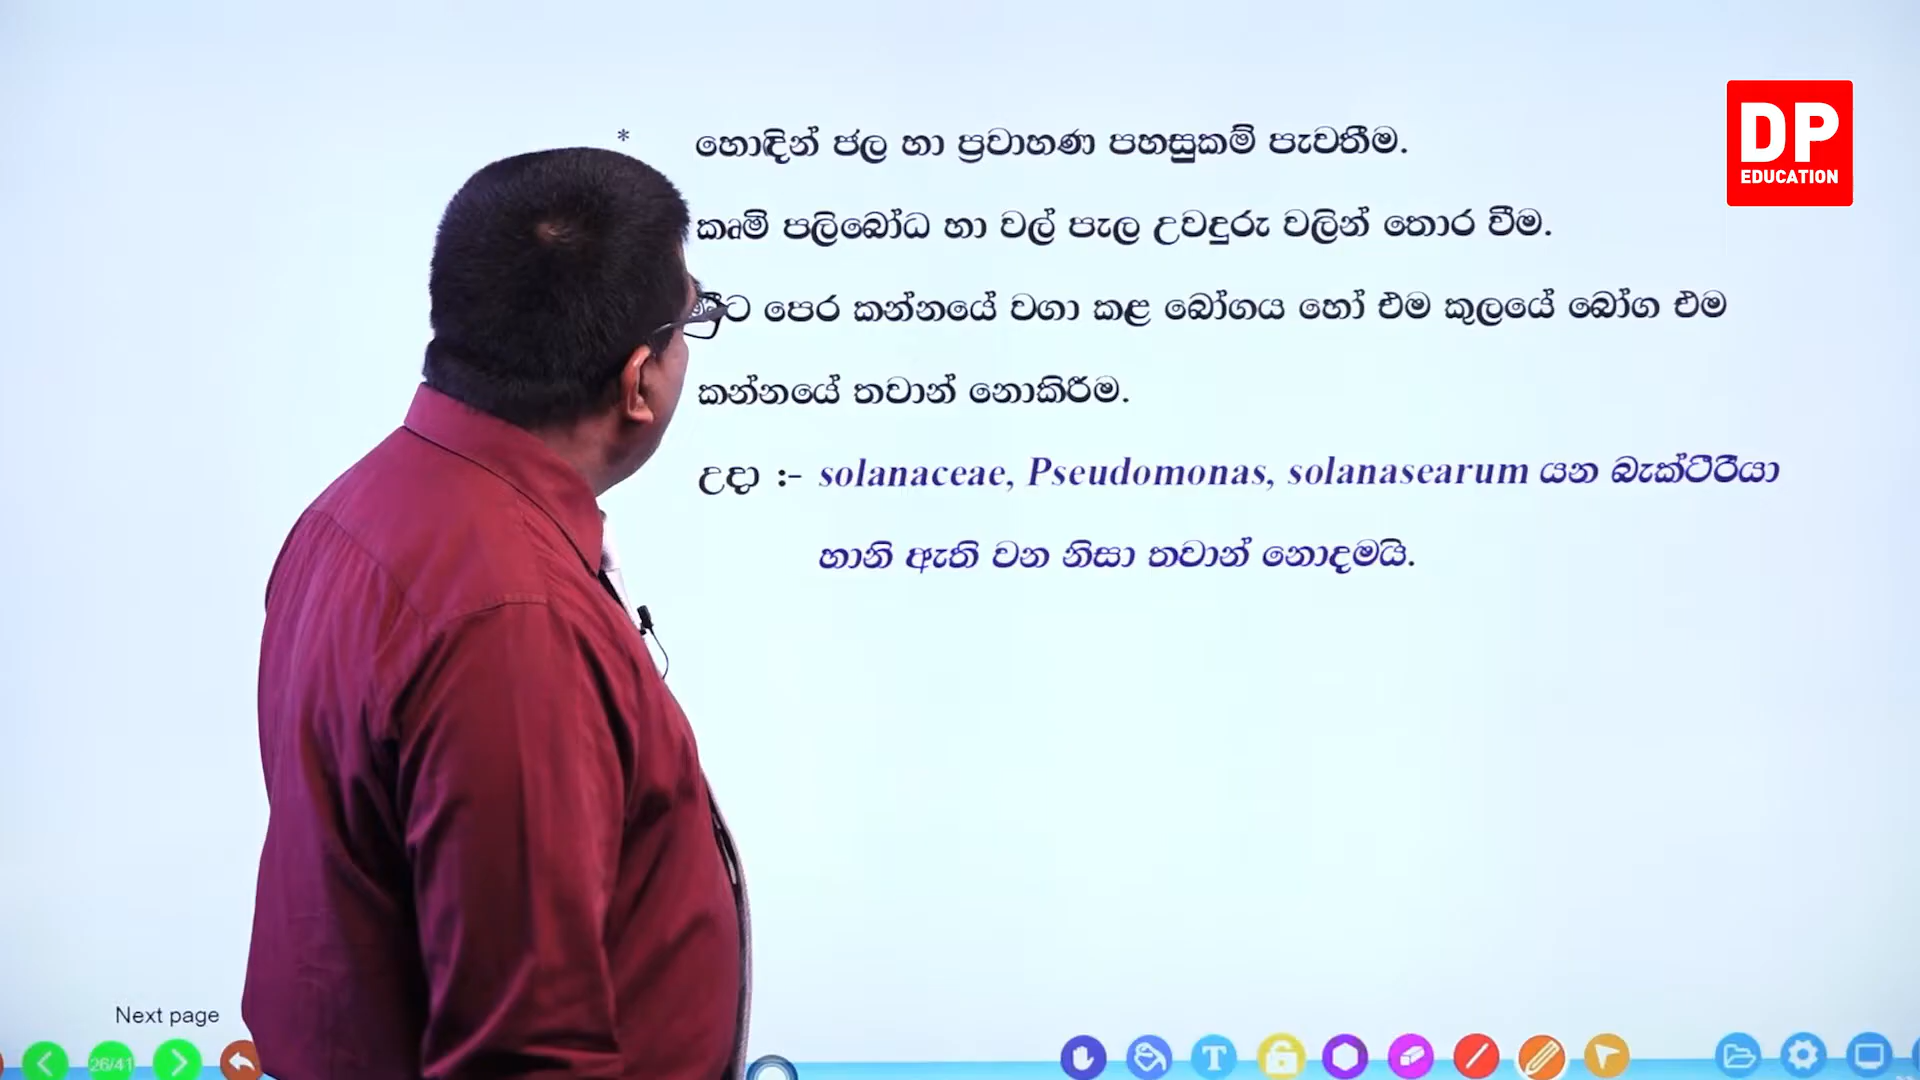 * හොඳින් ජල හා ප්‍රවාහණ පහසුකම් පැවතීම.
DP
EDUCATION
කෘමි පලිබෝධ හා වල් පැල උවදුරු වලින් තොර වීම.
පෙර කන්නයේ වගා කළ බෝගය හෝ එම කුලයේ බෝග එම
කන්නයේ තවාන් නොකිරීම.
උදා :- solanaceae, Pseudomonas, solanasearum යන බැක්ටීරීයා
හානි ඇති වන නිසා තවාන් නොදමයි.
Next page
26/41
T